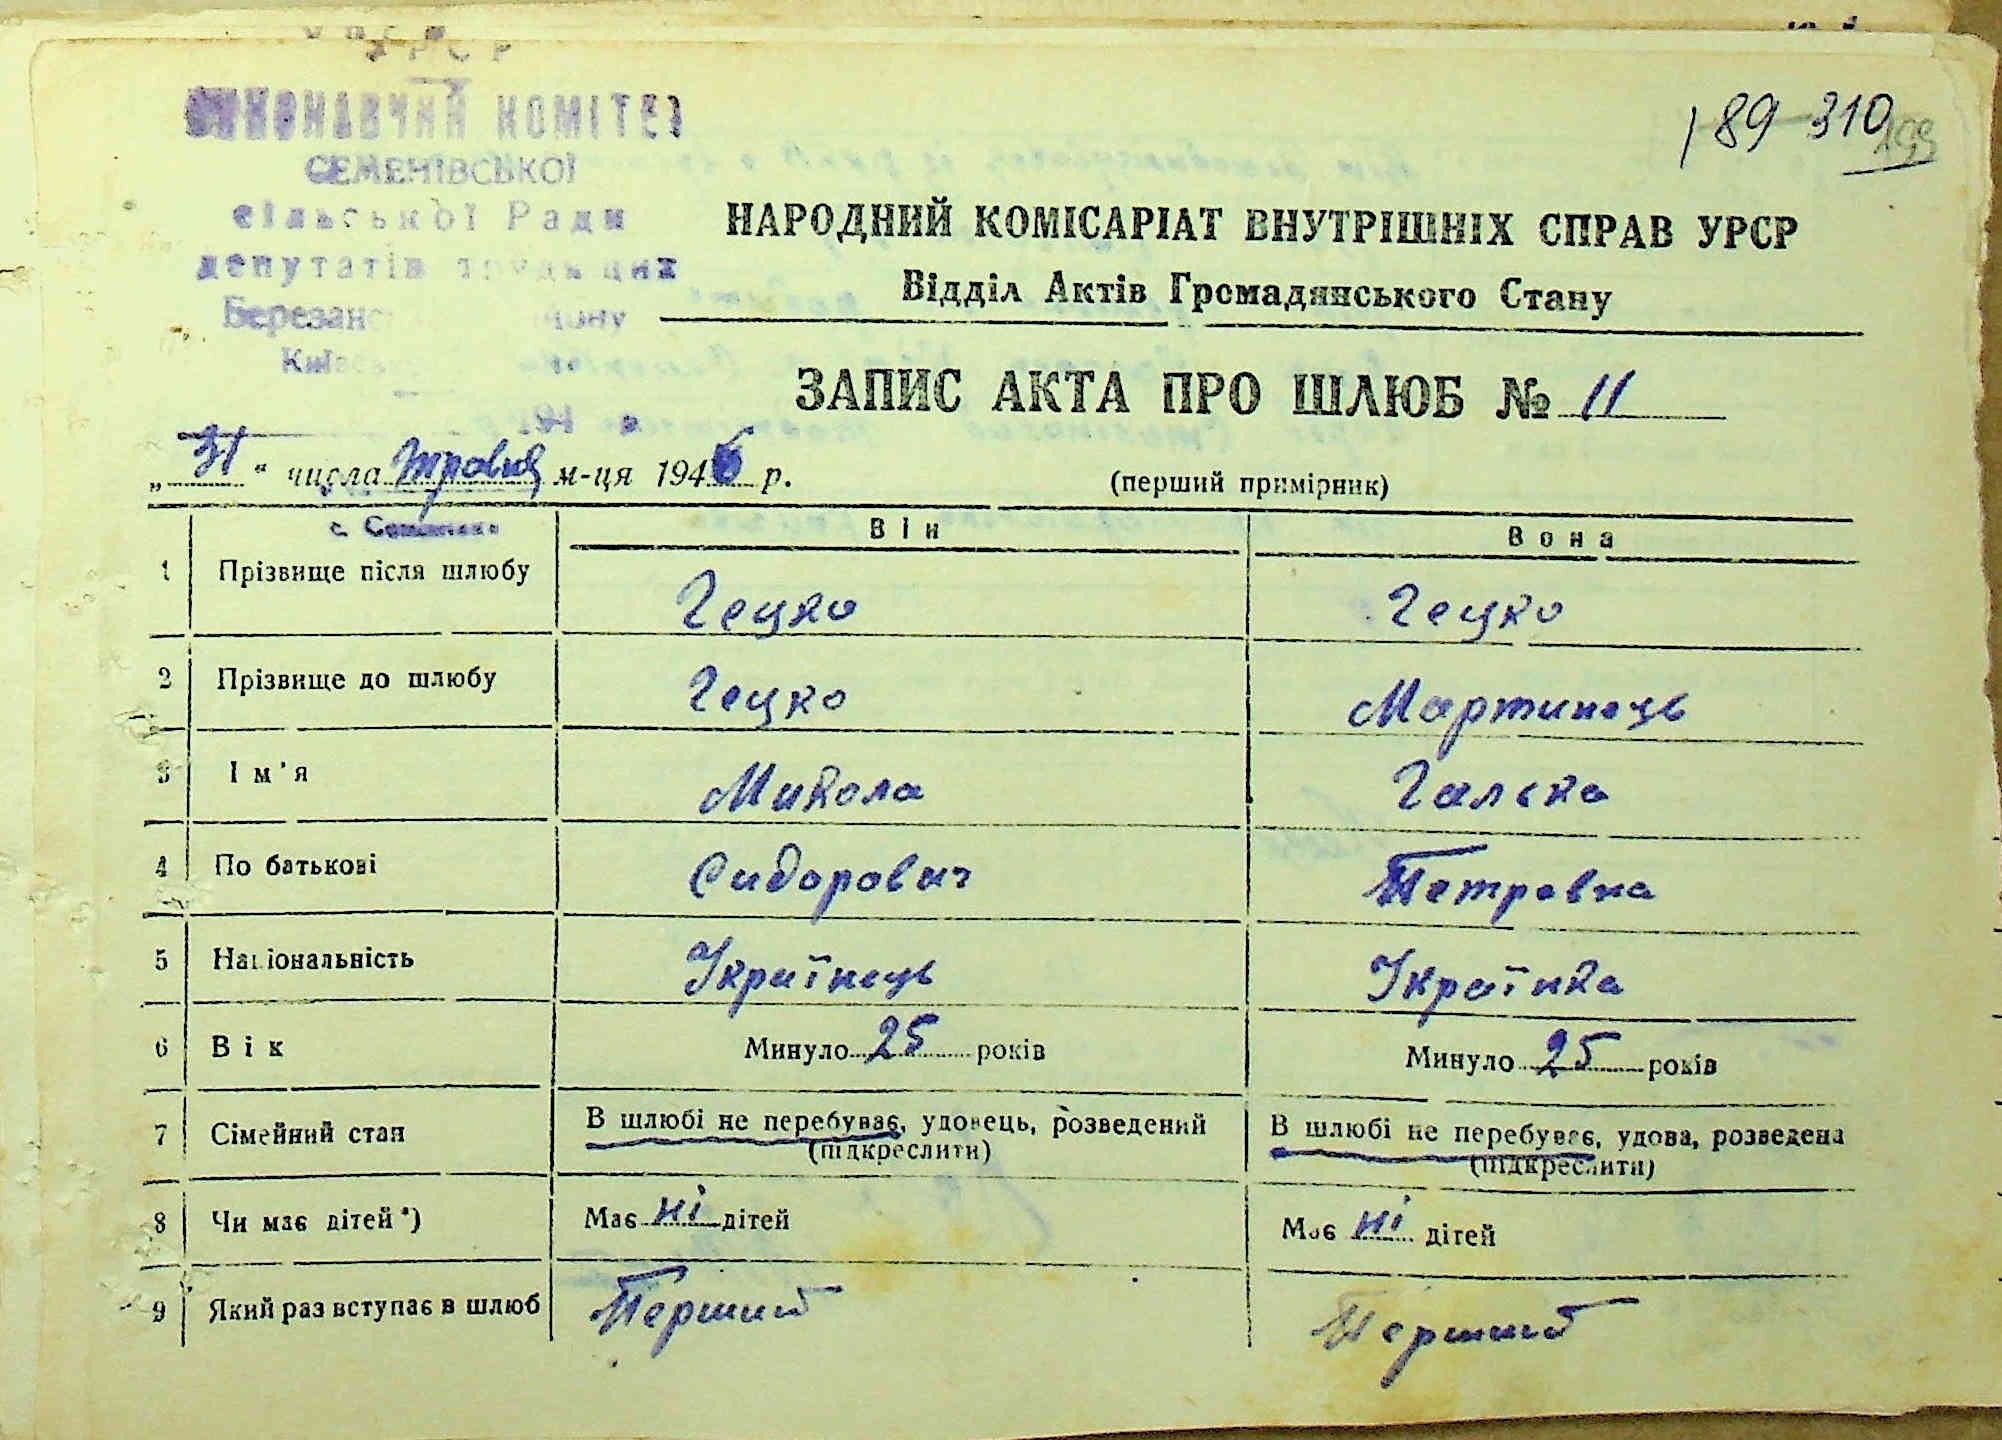 УРСР
ВИКОНАВЧИЙ КОМІТЕТ
СЕМЕНІВСЬКОЇ
сільської Ради
депутатів трудящих
189-310
199
НАРОДНИЙ КОМІСАРІАТ ВНУТРІШНІХ СПРАВ УРСР
Відділ Актів Громадянського Стану
ЗАПИС АКТА ПРО ШЛЮБ № 11
„31“ числа травня м-ця 1946 р.
(перший примірник)
Він Вона
1 Прізвище після шлюбу Гецко Гецко
2 Прізвище до шлюбу Гецко Мартинець
3 Ім'я Микола Галька
4 По батькові Сидорович Петровна
5 Національність Українець Українка
6 Вік Минуло 25 років Минуло 25 років
7 Сімейний стан В шлюбі не перебуває, удовець, розведений В шлюбі не перебуває, удова, розведена
(підкреслити) (підкреслити)
8 Чи має дітей*) Має ні дітей Має ні дітей
9 Який раз вступає в шлюб Перший Перший